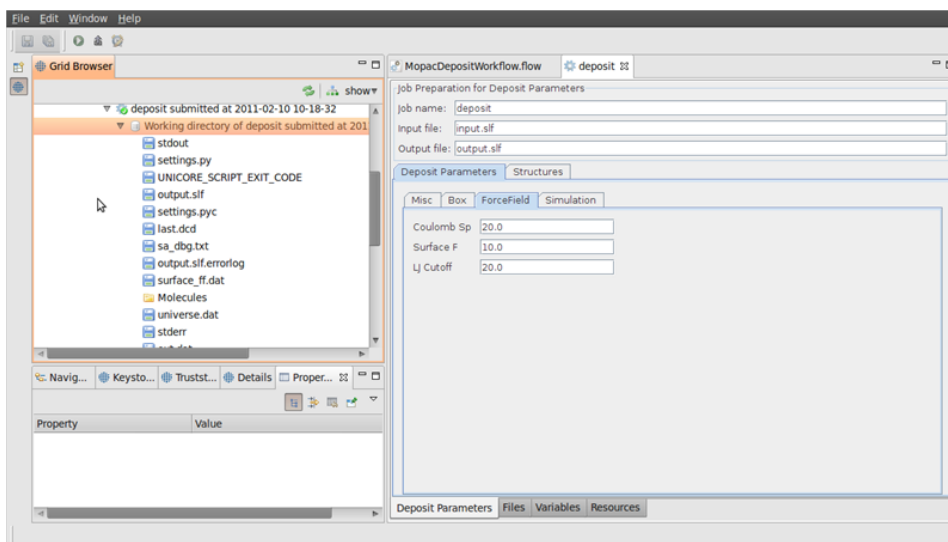 File Edit Window Help
Grid Browser
show
deposit submitted at 2011-02-10 10-18-32
Working directory of deposit submitted at 201
stdout
settings.py
UNICORE_SCRIPT_EXIT_CODE
output.slf
settings.pyc
last.dcd
sa_dbg.txt
output.slf.errorlog
surface_ff.dat
Molecules
universe.dat
stderr
Navig... Keysto... Trustst... Details Proper...
Property Value
MopacDepositWorkflow.flow deposit
Job Preparation for Deposit Parameters
Job name: deposit
Input file: input.slf
Output file: output.slf
Deposit Parameters Structures
Misc Box ForceField Simulation
Coulomb Sp 20.0
Surface F 10.0
LJ Cutoff 20.0
Deposit Parameters Files Variables Resources